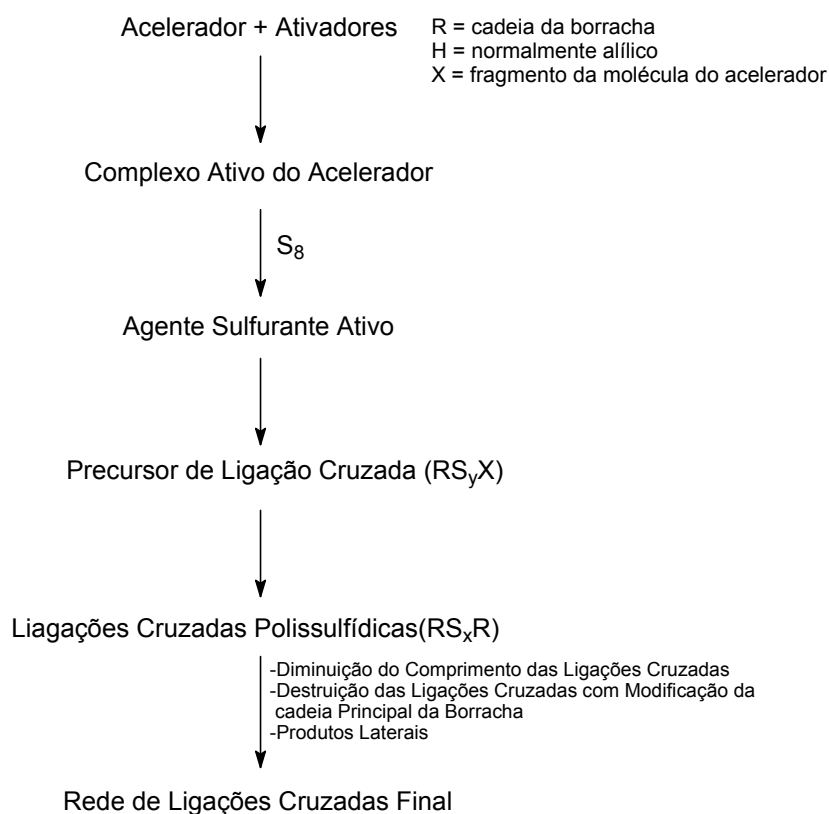 Acelerador + Ativadores
R = cadeia da borracha
H = normalmente alílico
X = fragmento da molécula do acelerador
Complexo Ativo do Acelerador
S₈
Agente Sulfurante Ativo
Precursor de Ligação Cruzada (RSᵧX)
Liagações Cruzadas Polissulfídicas(RSₓR)
-Diminuição do Comprimento das Ligações Cruzadas
-Destruição das Ligações Cruzadas com Modificação da
cadeia Principal da Borracha
-Produtos Laterais
Rede de Ligações Cruzadas Final